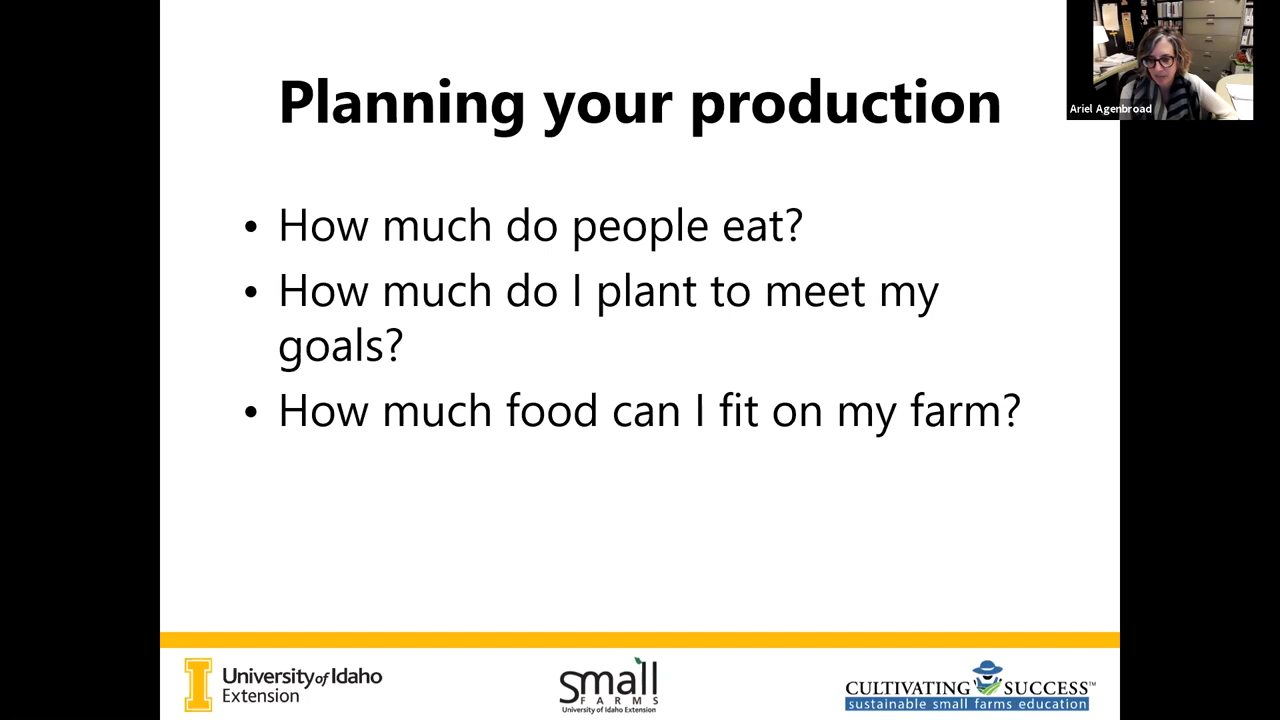 Planning your production
Ariel Agenbroad
• How much do people eat?
• How much do I plant to meet my
goals?
• How much food can I fit on my farm?
University of Idaho
Extension
small
FARMS
University of Idaho Extension
CULTIVATING SUCCESS™
sustainable small farms education